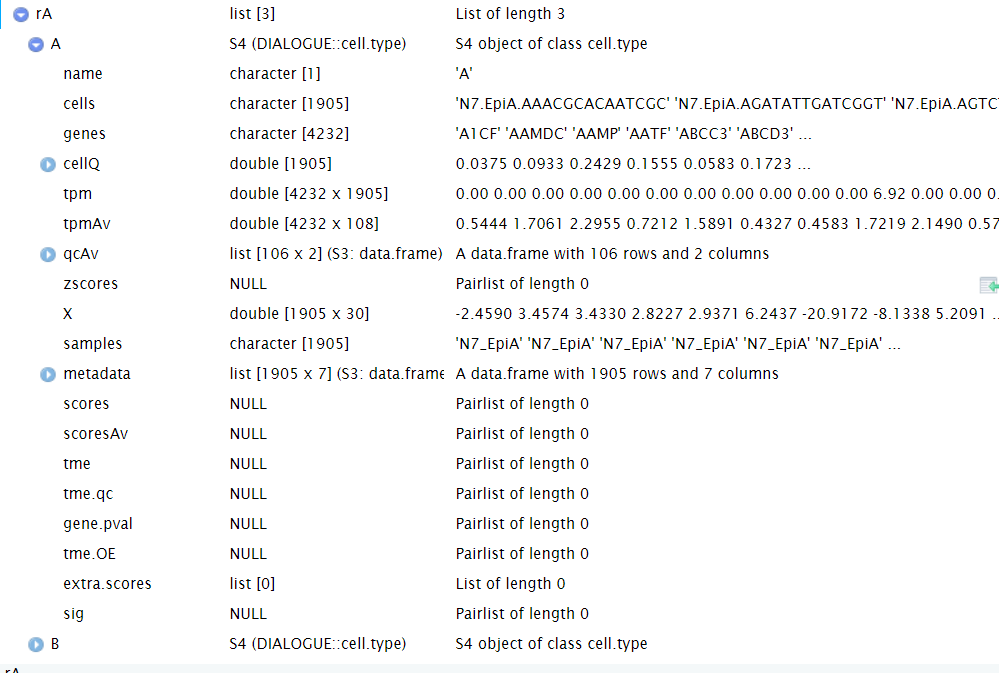 rA list [3] List of length 3
A S4 (DIALOGUE::cell.type) S4 object of class cell.type
name character [1] 'A'
cells character [1905] 'N7.EpiA.AAACGCACAATCGC' 'N7.EpiA.AGATATTGATCGGT' 'N7.EpiA.AGTC
genes character [4232] 'A1CF' 'AAMDC' 'AAMP' 'AATF' 'ABCC3' 'ABCD3' ...
cellQ double [1905] 0.0375 0.0933 0.2429 0.1555 0.0583 0.1723 ...
tpm double [4232 x 1905] 0.00 0.00 0.00 0.00 0.00 0.00 0.00 0.00 0.00 0.00 0.00 6.92 0.00 0.00 0.
tpmAv double [4232 x 108] 0.5444 1.7061 2.2955 0.7212 1.5891 0.4327 0.4583 1.7219 2.1490 0.57
qcAv list [106 x 2] (S3: data.frame) A data.frame with 106 rows and 2 columns
zscores NULL Pairlist of length 0
X double [1905 x 30] -2.4590 3.4574 3.4330 2.8227 2.9371 6.2437 -20.9172 -8.1338 5.2091 ..
samples character [1905] 'N7_EpiA' 'N7_EpiA' 'N7_EpiA' 'N7_EpiA' 'N7_EpiA' 'N7_EpiA' ...
metadata list [1905 x 7] (S3: data.frame A data.frame with 1905 rows and 7 columns
scores NULL Pairlist of length 0
scoresAv NULL Pairlist of length 0
tme NULL Pairlist of length 0
tme.qc NULL Pairlist of length 0
gene.pval NULL Pairlist of length 0
tme.OE NULL Pairlist of length 0
extra.scores list [0] List of length 0
sig NULL Pairlist of length 0
B S4 (DIALOGUE::cell.type) S4 object of class cell.type
rA